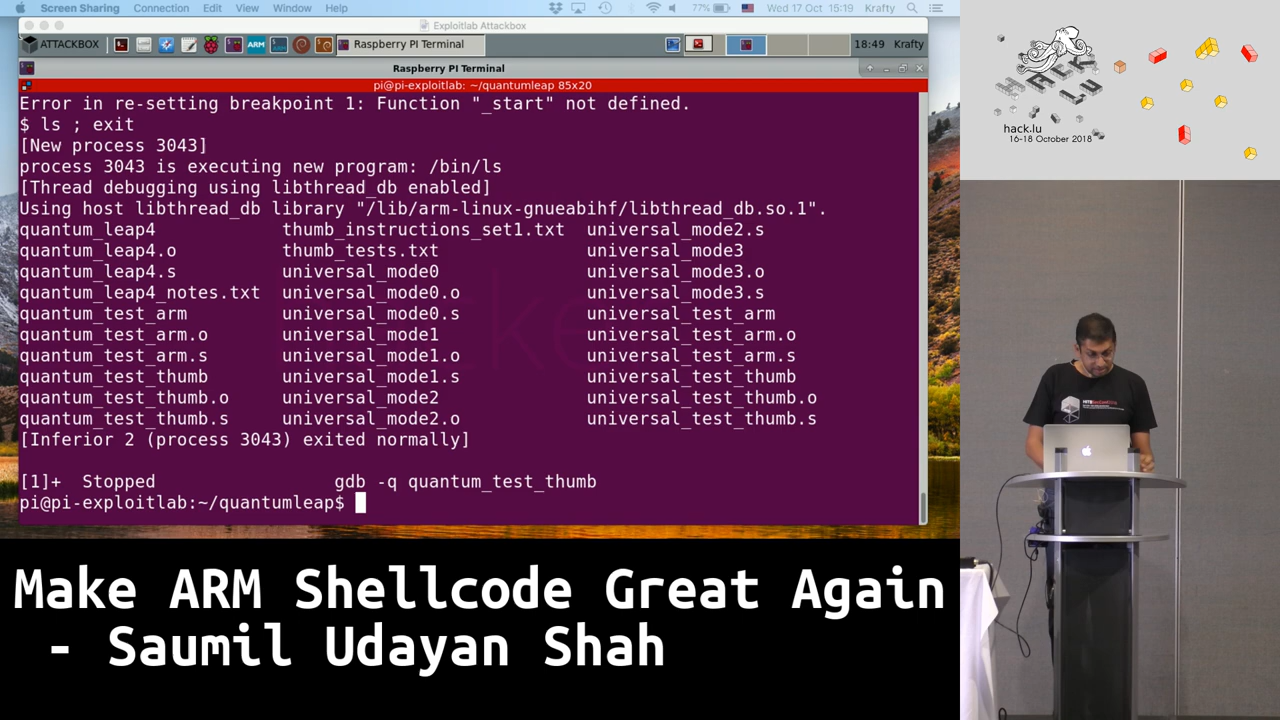 Screen Sharing Connection Edit View Window Help 77% Wed 17 Oct 15:19 Krafty
Exploitlab Attackbox
ATTACKBOX ARM Raspberry PI Terminal 18:49 Krafty
Raspberry PI Terminal
pi@pi-exploitlab: ~/quantumleap 85x20
Error in re-setting breakpoint 1: Function "_start" not defined.
$ ls ; exit
[New process 3043]
process 3043 is executing new program: /bin/ls
[Thread debugging using libthread_db enabled]
Using host libthread_db library "/lib/arm-linux-gnueabihf/libthread_db.so.1".
quantum_leap4 thumb_instructions_set1.txt universal_mode2.s
quantum_leap4.o thumb_tests.txt universal_mode3
quantum_leap4.s universal_mode0 universal_mode3.o
quantum_leap4_notes.txt universal_mode0.o universal_mode3.s
quantum_test_arm universal_mode0.s universal_test_arm
quantum_test_arm.o universal_mode1 universal_test_arm.o
quantum_test_arm.s universal_mode1.o universal_test_arm.s
quantum_test_thumb universal_mode1.s universal_test_thumb
quantum_test_thumb.o universal_mode2 universal_test_thumb.o
quantum_test_thumb.s universal_mode2.o universal_test_thumb.s
[Inferior 2 (process 3043) exited normally]
[1]+ Stopped gdb -q quantum_test_thumb
pi@pi-exploitlab:~/quantumleap$
hack.lu
16-18 October 2018
Make ARM Shellcode Great Again
- Saumil Udayan Shah